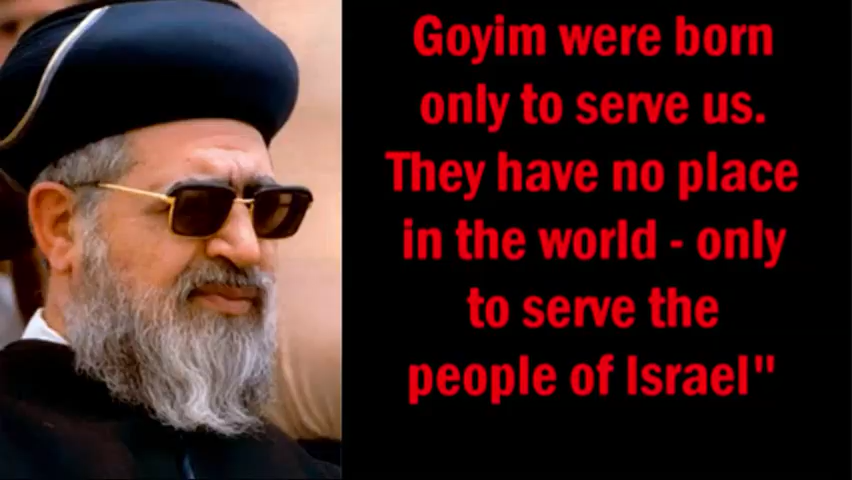 Goyim were born
only to serve us.
They have no place
in the world - only
to serve the
people of Israel"